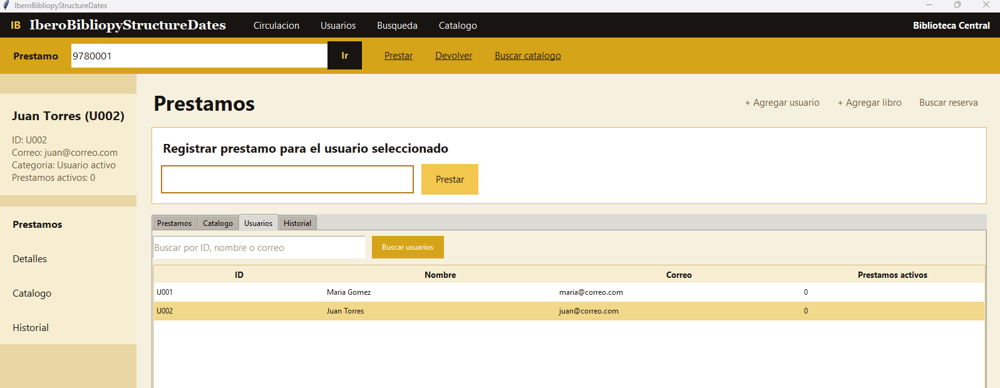 IberoBibliopyStructureDates
IB IberoBibliopyStructureDates Circulacion Usuarios Busqueda Catalogo Biblioteca Central
Prestamo 9780001 Ir Prestar Devolver Buscar catalogo
Juan Torres (U002)
ID: U002
Correo: juan@correo.com
Categoria: Usuario activo
Prestamos activos: 0
Prestamos
Detalles
Catalogo
Historial
Prestamos + Agregar usuario + Agregar libro Buscar reserva
Registrar prestamo para el usuario seleccionado
Prestar
Prestamos Catalogo Usuarios Historial
Buscar por ID, nombre o correo Buscar usuarios
ID Nombre Correo Prestamos activos
U001 Maria Gomez maria@correo.com 0
U002 Juan Torres juan@correo.com 0